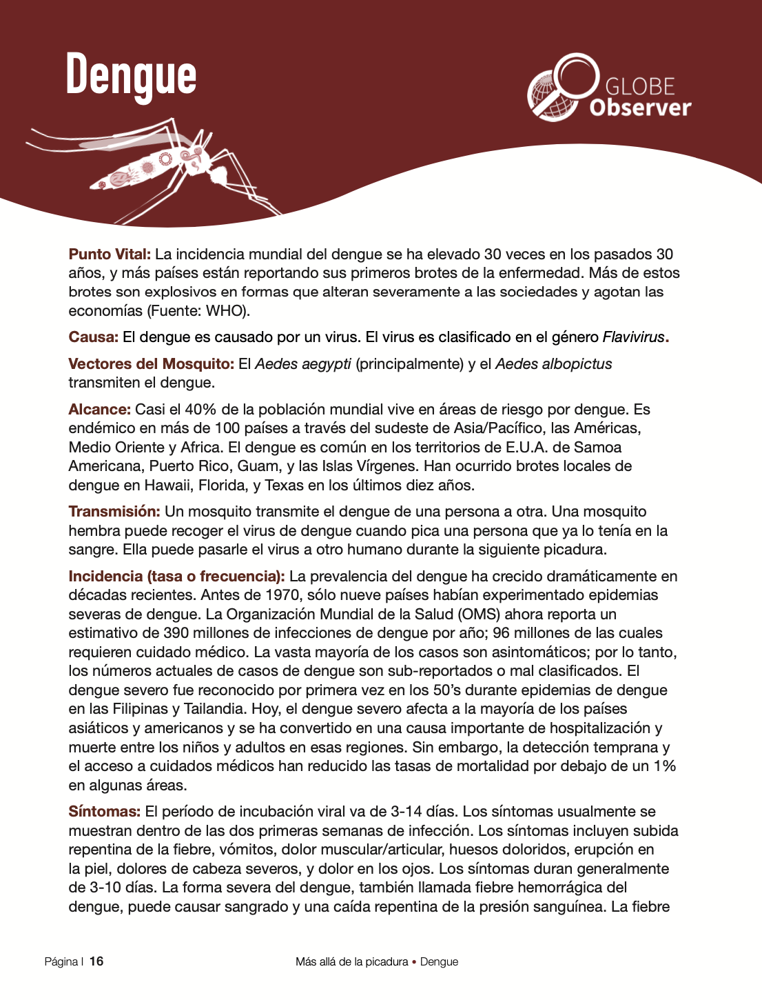 Dengue
GLOBE
Observer
Punto Vital: La incidencia mundial del dengue se ha elevado 30 veces en los pasados 30
años, y más países están reportando sus primeros brotes de la enfermedad. Más de estos
brotes son explosivos en formas que alteran severamente a las sociedades y agotan las
economías (Fuente: WHO).
Causa: El dengue es causado por un virus. El virus es clasificado en el género Flavivirus.
Vectores del Mosquito: El Aedes aegypti (principalmente) y el Aedes albopictus
transmiten el dengue.
Alcance: Casi el 40% de la población mundial vive en áreas de riesgo por dengue. Es
endémico en más de 100 países a través del sudeste de Asia/Pacífico, las Américas,
Medio Oriente y Africa. El dengue es común en los territorios de E.U.A. de Samoa
Americana, Puerto Rico, Guam, y las Islas Vírgenes. Han ocurrido brotes locales de
dengue en Hawaii, Florida, y Texas en los últimos diez años.
Transmisión: Un mosquito transmite el dengue de una persona a otra. Una mosquito
hembra puede recoger el virus de dengue cuando pica una persona que ya lo tenía en la
sangre. Ella puede pasarle el virus a otro humano durante la siguiente picadura.
Incidencia (tasa o frecuencia): La prevalencia del dengue ha crecido dramáticamente en
décadas recientes. Antes de 1970, sólo nueve países habían experimentado epidemias
severas de dengue. La Organización Mundial de la Salud (OMS) ahora reporta un
estimativo de 390 millones de infecciones de dengue por año; 96 millones de las cuales
requieren cuidado médico. La vasta mayoría de los casos son asintomáticos; por lo tanto,
los números actuales de casos de dengue son sub-reportados o mal clasificados. El
dengue severo fue reconocido por primera vez en los 50’s durante epidemias de dengue
en las Filipinas y Tailandia. Hoy, el dengue severo afecta a la mayoría de los países
asiáticos y americanos y se ha convertido en una causa importante de hospitalización y
muerte entre los niños y adultos en esas regiones. Sin embargo, la detección temprana y
el acceso a cuidados médicos han reducido las tasas de mortalidad por debajo de un 1%
en algunas áreas.
Síntomas: El período de incubación viral va de 3-14 días. Los síntomas usualmente se
muestran dentro de las dos primeras semanas de infección. Los síntomas incluyen subida
repentina de la fiebre, vómitos, dolor muscular/articular, huesos doloridos, erupción en
la piel, dolores de cabeza severos, y dolor en los ojos. Los síntomas duran generalmente
de 3-10 días. La forma severa del dengue, también llamada fiebre hemorrágica del
dengue, puede causar sangrado y una caída repentina de la presión sanguínea. La fiebre
Página I 16
Más allá de la picadura • Dengue